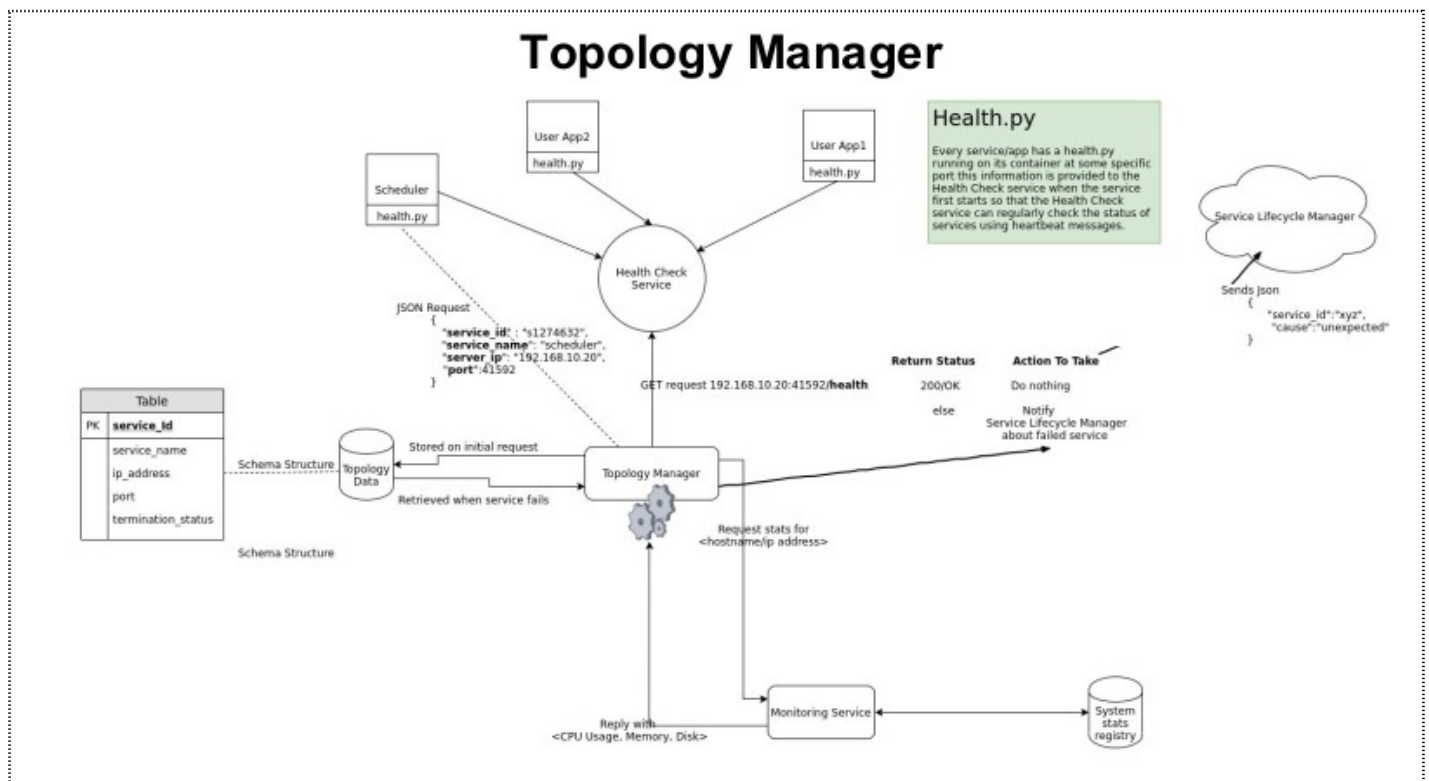 Topology Manager
User App2
health.py
User App1
health.py
Scheduler
health.py
Health.py
Every service/app has a health.py
running on its container at some specific
port this information is provided to the
Health Check service when the service
first starts so that the Health Check
service can regularly check the status of
services using heartbeat messages.
Service Lifecycle Manager
Health Check
Service
Sends Json
{
"service_id":"xyz",
"cause":"unexpected"
}
JSON Request
{
"service_id" : "s1274632",
"service_name": "scheduler",
"server_ip": "192.168.10.20",
"port":41592
}
GET request 192.168.10.20:41592/health
Return Status Action To Take
200/OK Do nothing
else Notify
Service Lifecycle Manager
about failed service
Table
PK service_Id
service_name
ip_address
port
termination_status
Schema Structure
Topology
Data
Stored on initial request
Retrieved when service fails
Topology Manager
Request stats for
<hostname/ip address>
Schema Structure
Monitoring Service
System
stats
registry
Reply with
<CPU Usage, Memory, Disk>